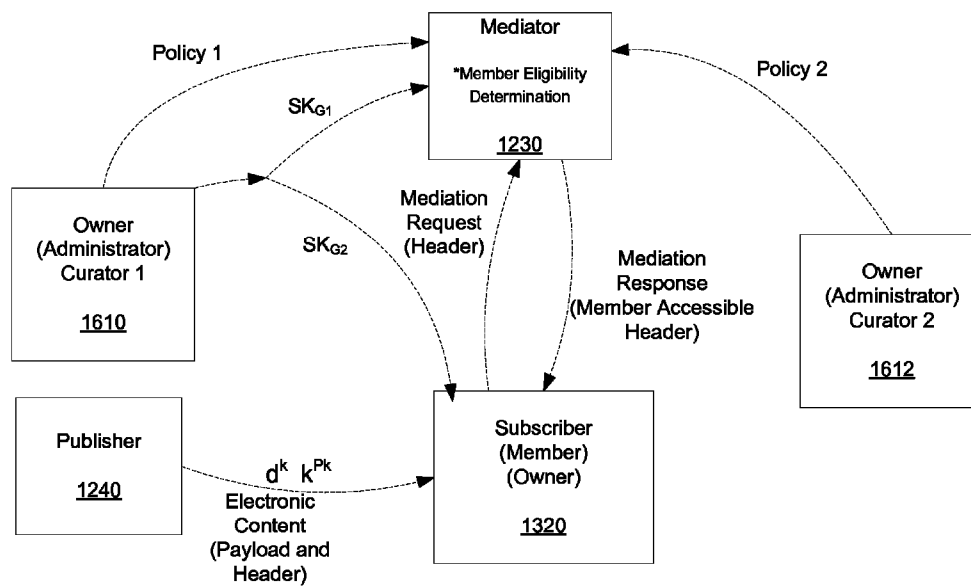 Policy 1
Mediator
*Member Eligibility
Determination
1230
Policy 2
SKG1
Owner
(Administrator)
Curator 1
1610
SKG2
Mediation
Request
(Header)
Mediation
Response
(Member Accessible
Header)
Owner
(Administrator)
Curator 2
1612
Publisher
1240
dk kPk
Electronic
Content
(Payload and
Header)
Subscriber
(Member)
(Owner)
1320